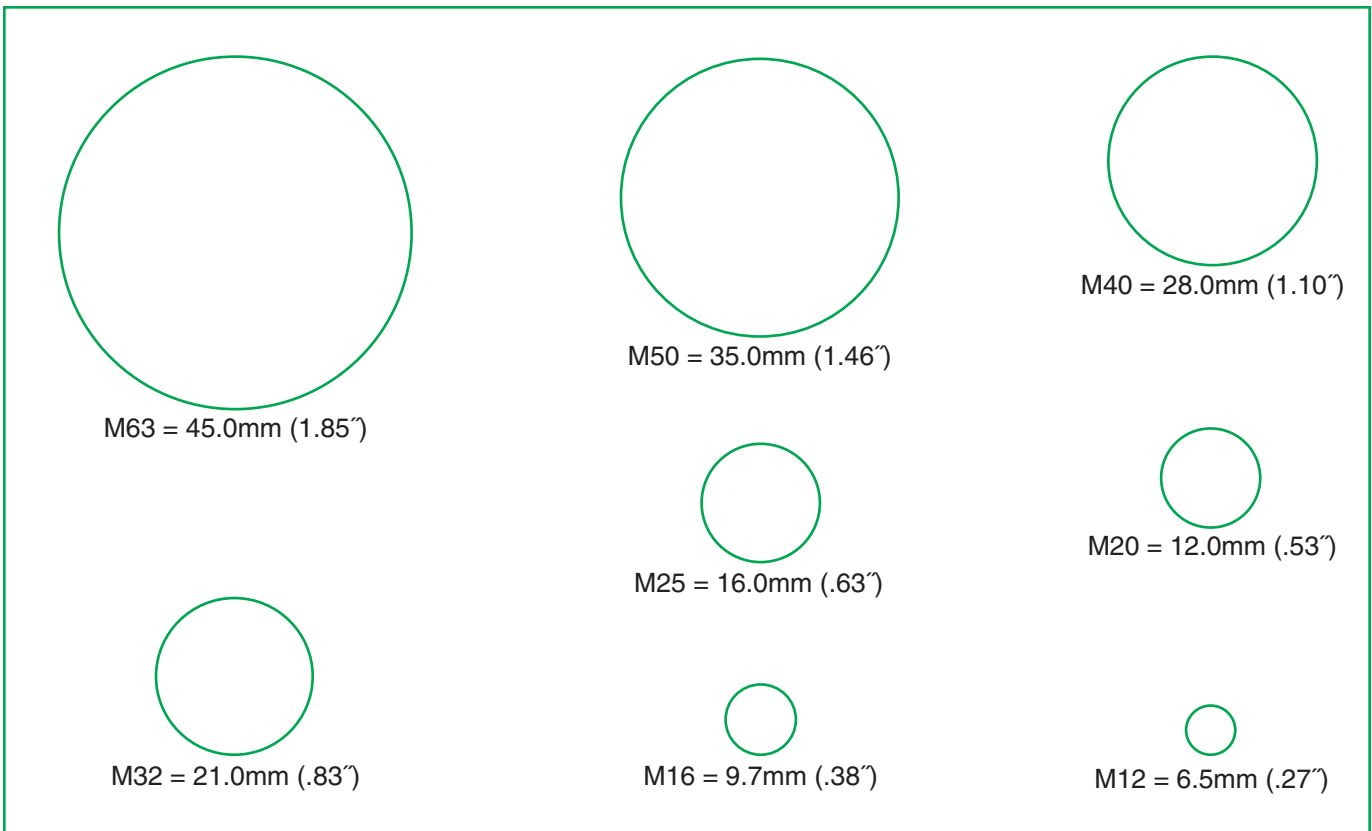 M40 = 28.0mm (1.10˝)
M50 = 35.0mm (1.46˝)
M63 = 45.0mm (1.85˝)
M20 = 12.0mm (.53˝)
M25 = 16.0mm (.63˝)
M32 = 21.0mm (.83˝)
M16 = 9.7mm (.38˝)
M12 = 6.5mm (.27˝)